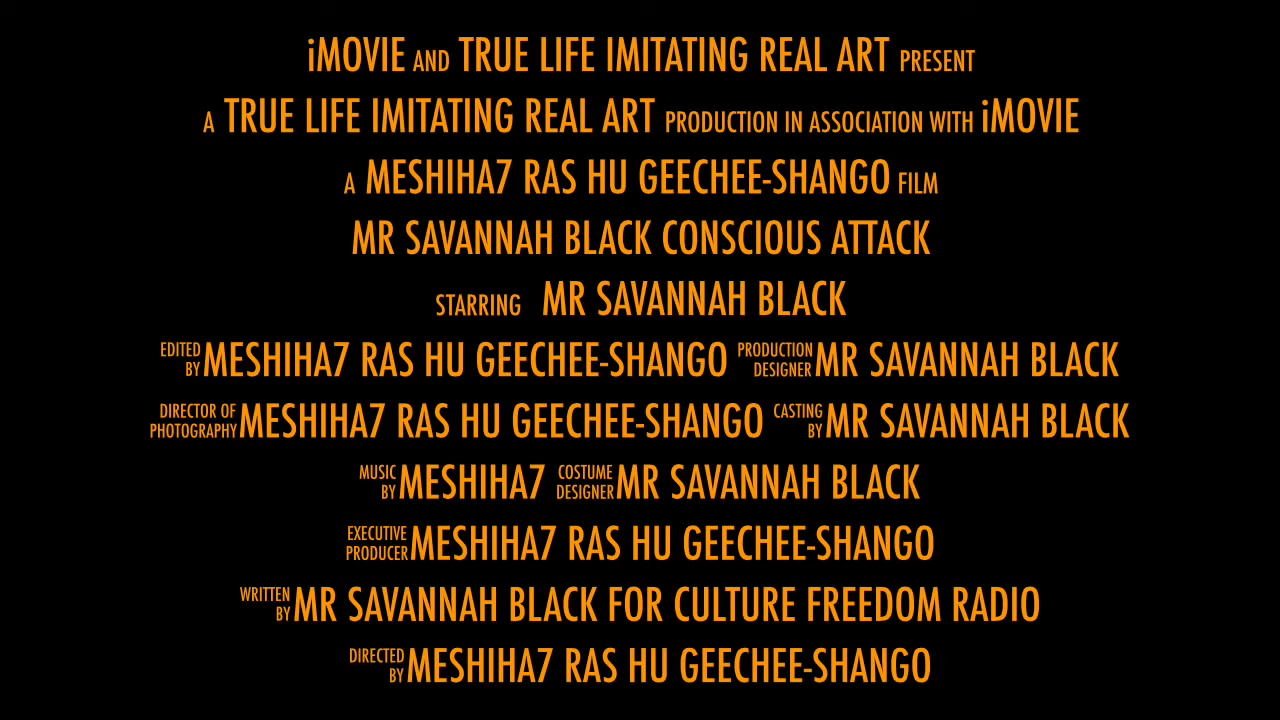 iMOVIE AND TRUE LIFE IMITATING REAL ART PRESENT
A TRUE LIFE IMITATING REAL ART PRODUCTION IN ASSOCIATION WITH iMOVIE
A MESHIHA7 RAS HU GEECHEE-SHANGO FILM
MR SAVANNAH BLACK CONSCIOUS ATTACK
STARRING MR SAVANNAH BLACK
EDITED BY MESHIHA7 RAS HU GEECHEE-SHANGO PRODUCTION DESIGNER MR SAVANNAH BLACK
DIRECTOR OF PHOTOGRAPHY MESHIHA7 RAS HU GEECHEE-SHANGO CASTING BY MR SAVANNAH BLACK
MUSIC BY MESHIHA7 COSTUME DESIGNER MR SAVANNAH BLACK
EXECUTIVE PRODUCER MESHIHA7 RAS HU GEECHEE-SHANGO
WRITTEN BY MR SAVANNAH BLACK FOR CULTURE FREEDOM RADIO
DIRECTED BY MESHIHA7 RAS HU GEECHEE-SHANGO